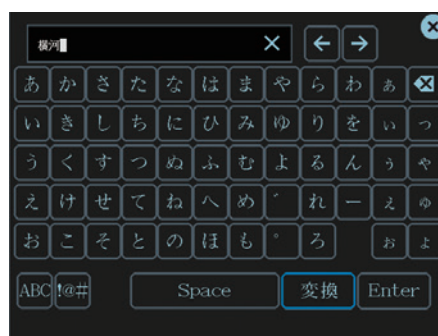 横河
あ か さ た な は ま や ら わ ぁ
い き し ち に ひ み ゆ り を ぃ っ
う く す つ ぬ ふ む よ る ん ぅ ゃ
え け せ て ね へ め ゛ れ ー ぇ ゅ
お こ そ と の ほ も ゜ ろ ぉ ょ
ABC !@# Space 変換 Enter